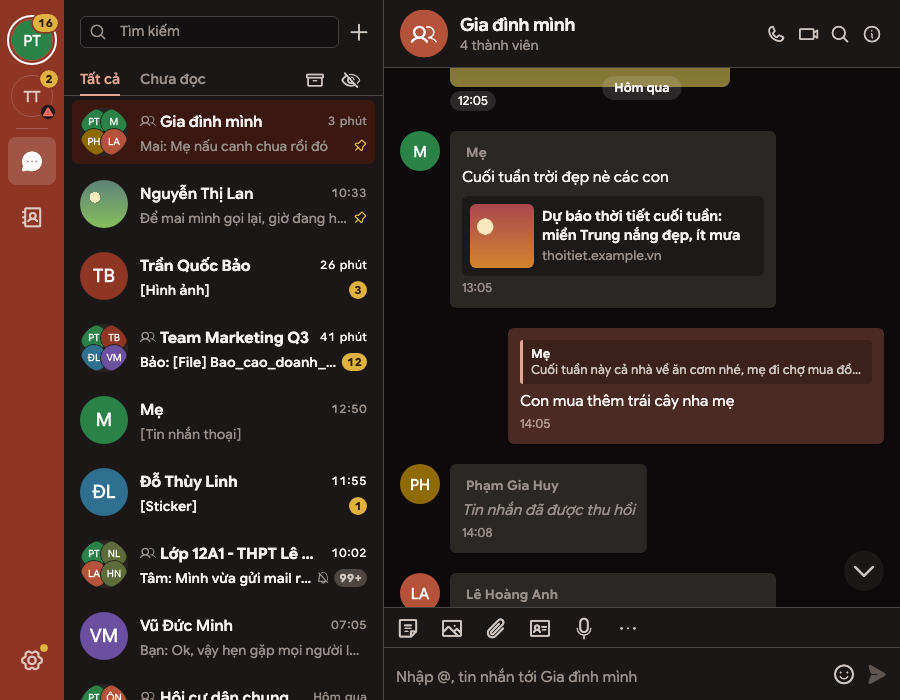 PT
16
TT
2
Tìm kiếm
Tất cả
Chưa đọc
PT
M
PH
LA
Gia đình mình
3 phút
Mai: Mẹ nấu canh chua rồi đó
Nguyễn Thị Lan
10:33
Để mai mình gọi lại, giờ đang h...
TB
Trần Quốc Bảo
26 phút
[Hình ảnh]
3
PT
TB
ĐL
VM
Team Marketing Q3
41 phút
Bảo: [File] Bao_cao_doanh_...
12
M
Mẹ
12:50
[Tin nhắn thoại]
ĐL
Đỗ Thùy Linh
11:55
[Sticker]
1
PT
NL
LA
HN
Lớp 12A1 - THPT Lê ...
10:02
Tâm: Mình vừa gửi mail r...
99+
VM
Vũ Đức Minh
07:05
Bạn: Ok, vậy hẹn gặp mọi người l...
PT
ÔN
Hội cư dân chung
Hôm qua
Gia đình mình
4 thành viên
12:05
Hôm qua
M
Mẹ
Cuối tuần trời đẹp nè các con
Dự báo thời tiết cuối tuần:
miền Trung nắng đẹp, ít mưa
thoitiet.example.vn
13:05
Mẹ
Cuối tuần này cả nhà về ăn cơm nhé, mẹ đi chợ mua đồ...
Con mua thêm trái cây nha mẹ
14:05
PH
Phạm Gia Huy
Tin nhắn đã được thu hồi
14:08
LA
Lê Hoàng Anh
Nhập @, tin nhắn tới Gia đình mình